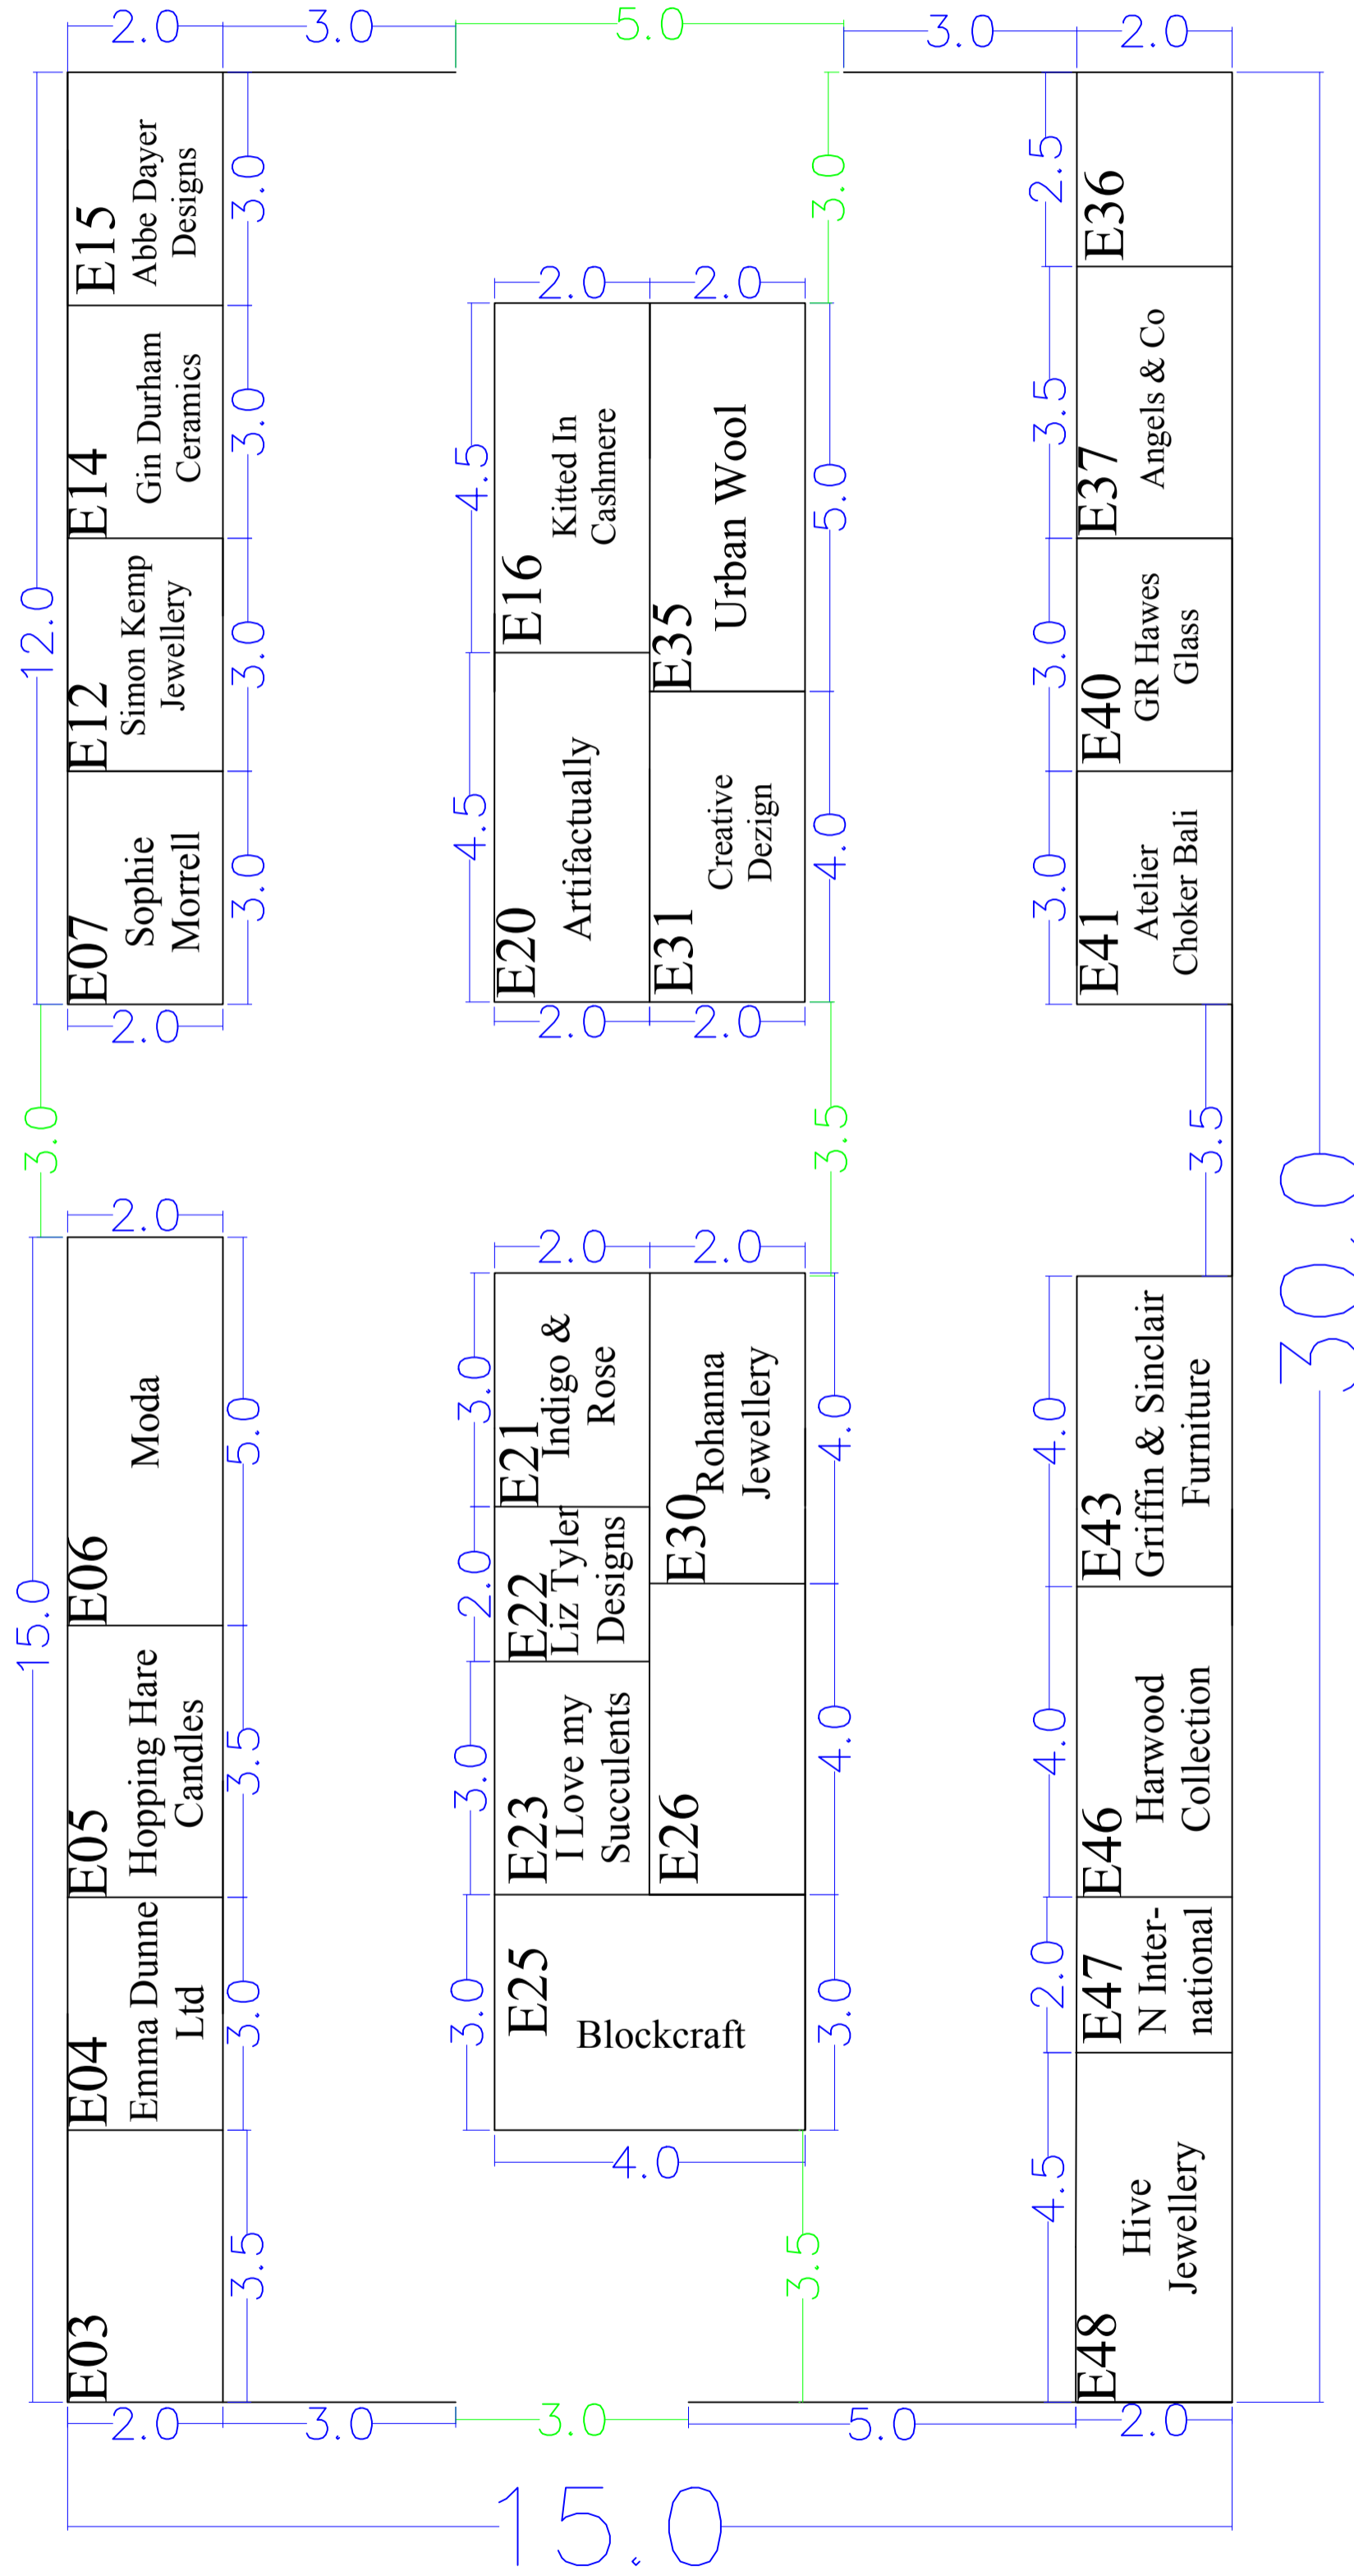 2.0
3.0
5.0
3.0
2.0
12.0
E15
Abbe Dayer
Designs
3.0
E14
Gin Durham
Ceramics
3.0
E12
Simon Kemp
Jewellery
3.0
E07
Sophie
Morrell
3.0
2.0
3.0
2.0
2.0
3.0
4.5
E16
Kitted In
Cashmere
E35
Urban Wool
5.0
4.5
E20
Artifactually
E31
Creative
Dezign
4.0
2.0
2.0
3.5
2.5
E36
3.5
E37
Angels & Co
3.0
E40
GR Hawes
Glass
3.0
E41
Atelier
Choker Bali
3.5
30.0
15.0
2.0
E06
Moda
5.0
E05
Hopping Hare
Candles
3.5
E04
Emma Dunne
Ltd
3.0
E03
3.5
2.0
2.0
3.0
E21
Indigo &
Rose
2.0
E22
Liz Tyler
Designs
3.0
E23
I Love my
Succulents
E30
Rohanna
Jewellery
4.0
E26
4.0
3.0
E25
Blockcraft
3.0
4.0
3.5
4.0
E43
Griffin & Sinclair
Furniture
4.0
E46
Harwood
Collection
2.0
E47
N Inter-
national
4.5
E48
Hive
Jewellery
2.0
3.0
3.0
5.0
2.0
15.0